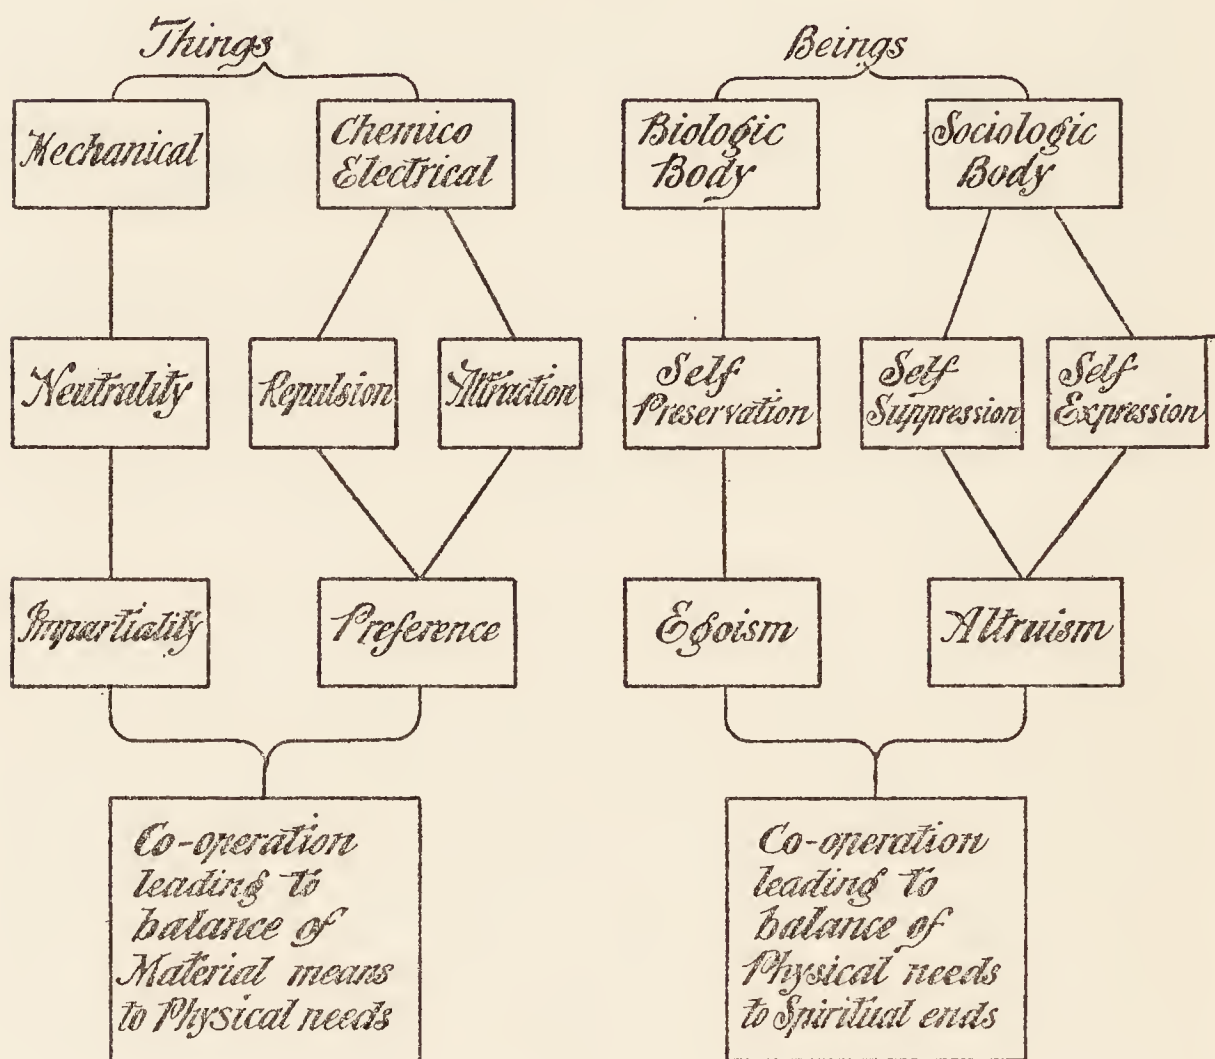 Things
Beings
Mechanical
Chemico
Electrical
Biologic
Body
Sociologic
Body
Neutrality
Repulsion
Attraction
Self
Preservation
Self
Suppression
Self
Expression
Impartiality
Preference
Egoism
Altruism
Co-operation
leading to
balance of
Material means
to Physical needs
Co-operation
leading to
balance of
Physical needs
to Spiritual ends